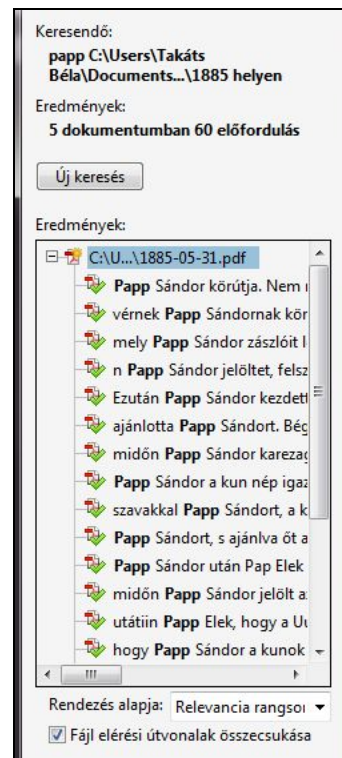 Keresendő:
papp C:\Users\Takáts
Béla\Documents...\1885 helyen
Eredmények:
5 dokumentumban 60 előfordulás
Új keresés
Eredmények:
C:\U...\1885-05-31.pdf
Papp Sándor körútja. Nem
vérnek Papp Sándornak kör
mely Papp Sándor zászlóit
n Papp Sándor jelöltet, felsz
Ezután Papp Sándor kezdett
ajánlotta Papp Sándort. Bég
midőn Papp Sándor karezag
Papp Sándor a kun nép igaz
szavakkal Papp Sándort, a k
Papp Sándort, s ajánlva őt a
Papp Sándor után Pap Elek
midőn Papp Sándor jelölt a
utátiin Papp Elek, hogy a
hogy Papp Sándor a kunok
Rendezés alapja: Relevancia rangsor
Fájl elérési útvonalak összecsukása